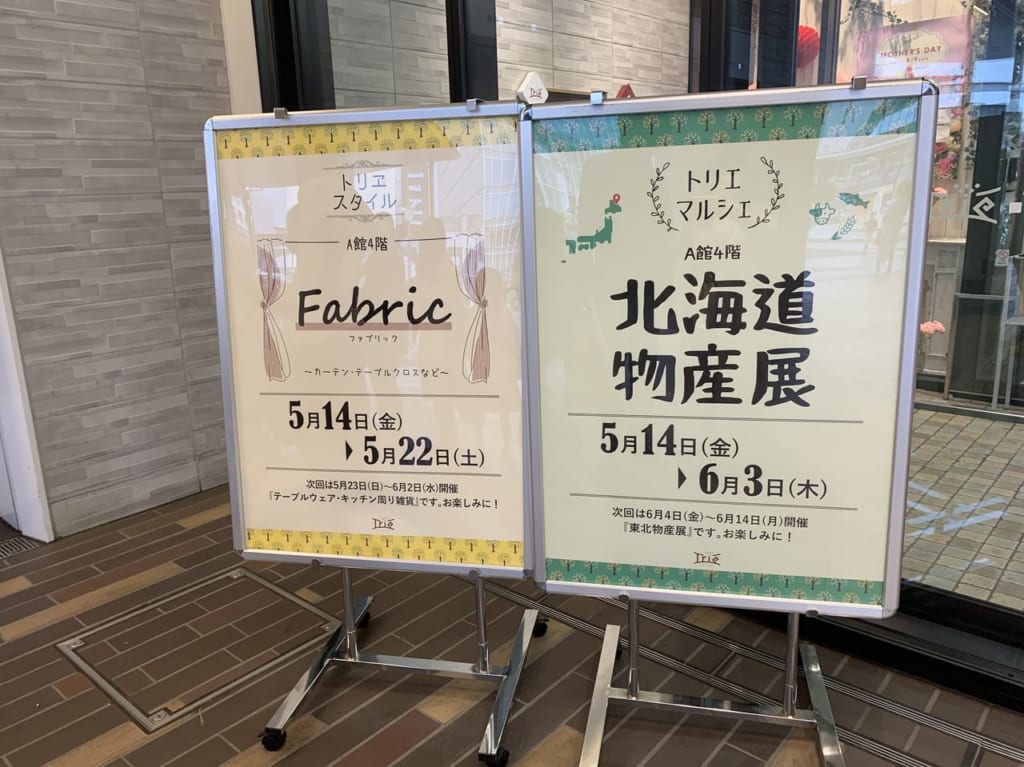 トリエ
スタイル
A館4階
Fabric
ファブリック
～カーテン・テーブルクロスなど～
5月14日(金)
▶5月22日(土)
次回は5月23日(日)～6月2日(水)開催
『テーブルウェア・キッチン周り雑貨』です。お楽しみに！
Trie
トリエ
マルシェ
A館4階
北海道
物産展
5月14日(金)
▶6月3日(木)
次回は6月4日(金)～6月14日(月)開催
『東北物産展』です。お楽しみに！
Trie
MOTHER'S DAY